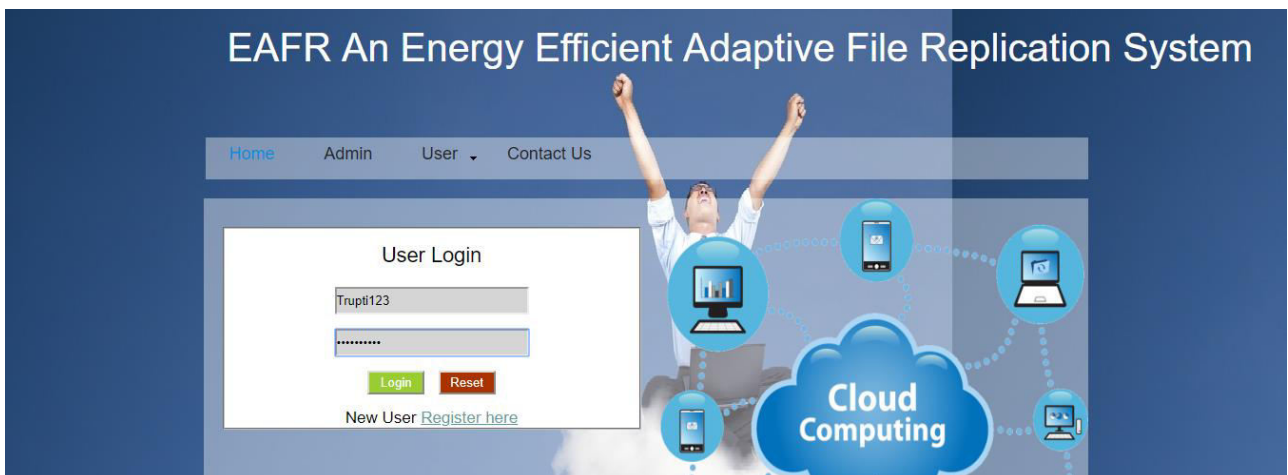 EAFR An Energy Efficient Adaptive File Replication System
Home Admin User Contact Us
User Login
Trupti123
••••••••••
Login Reset
New User Register here
Cloud
Computing